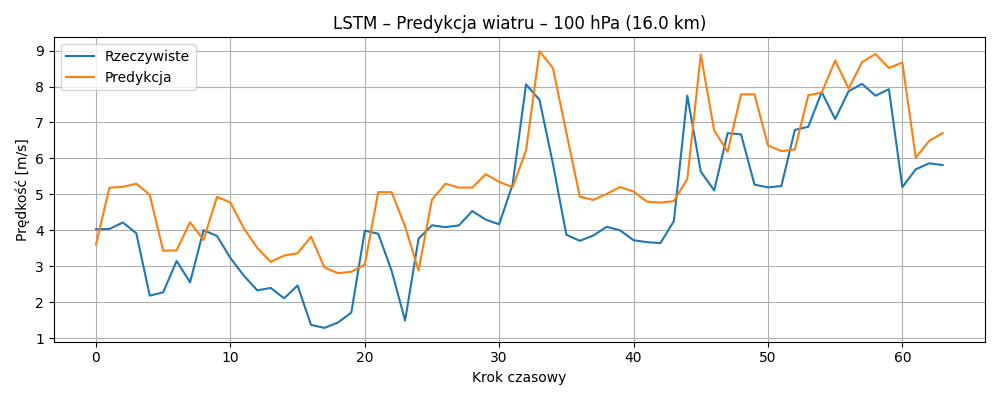 LSTM – Predykcja wiatru – 100 hPa (16.0 km)
Rzeczywiste
Predykcja
Prędkość [m/s]
9
8
7
6
5
4
3
2
1
0 10 20 30 40 50 60
Krok czasowy